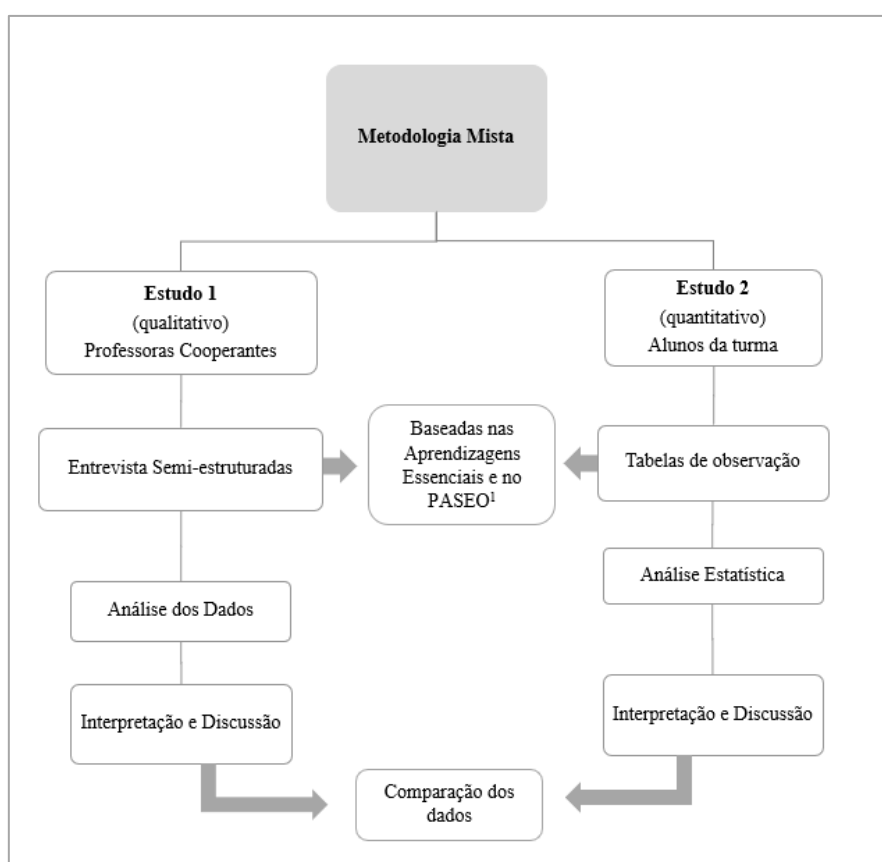 Metodologia Mista
Estudo 1
(qualitativo)
Professoras Cooperantes
Estudo 2
(quantitativo)
Alunos da turma
Entrevista Semi-estruturadas
Baseadas nas
Aprendizagens
Essenciais e no
PASEO¹
Tabelas de observação
Análise dos Dados
Análise Estatística
Interpretação e Discussão
Interpretação e Discussão
Comparação dos
dados